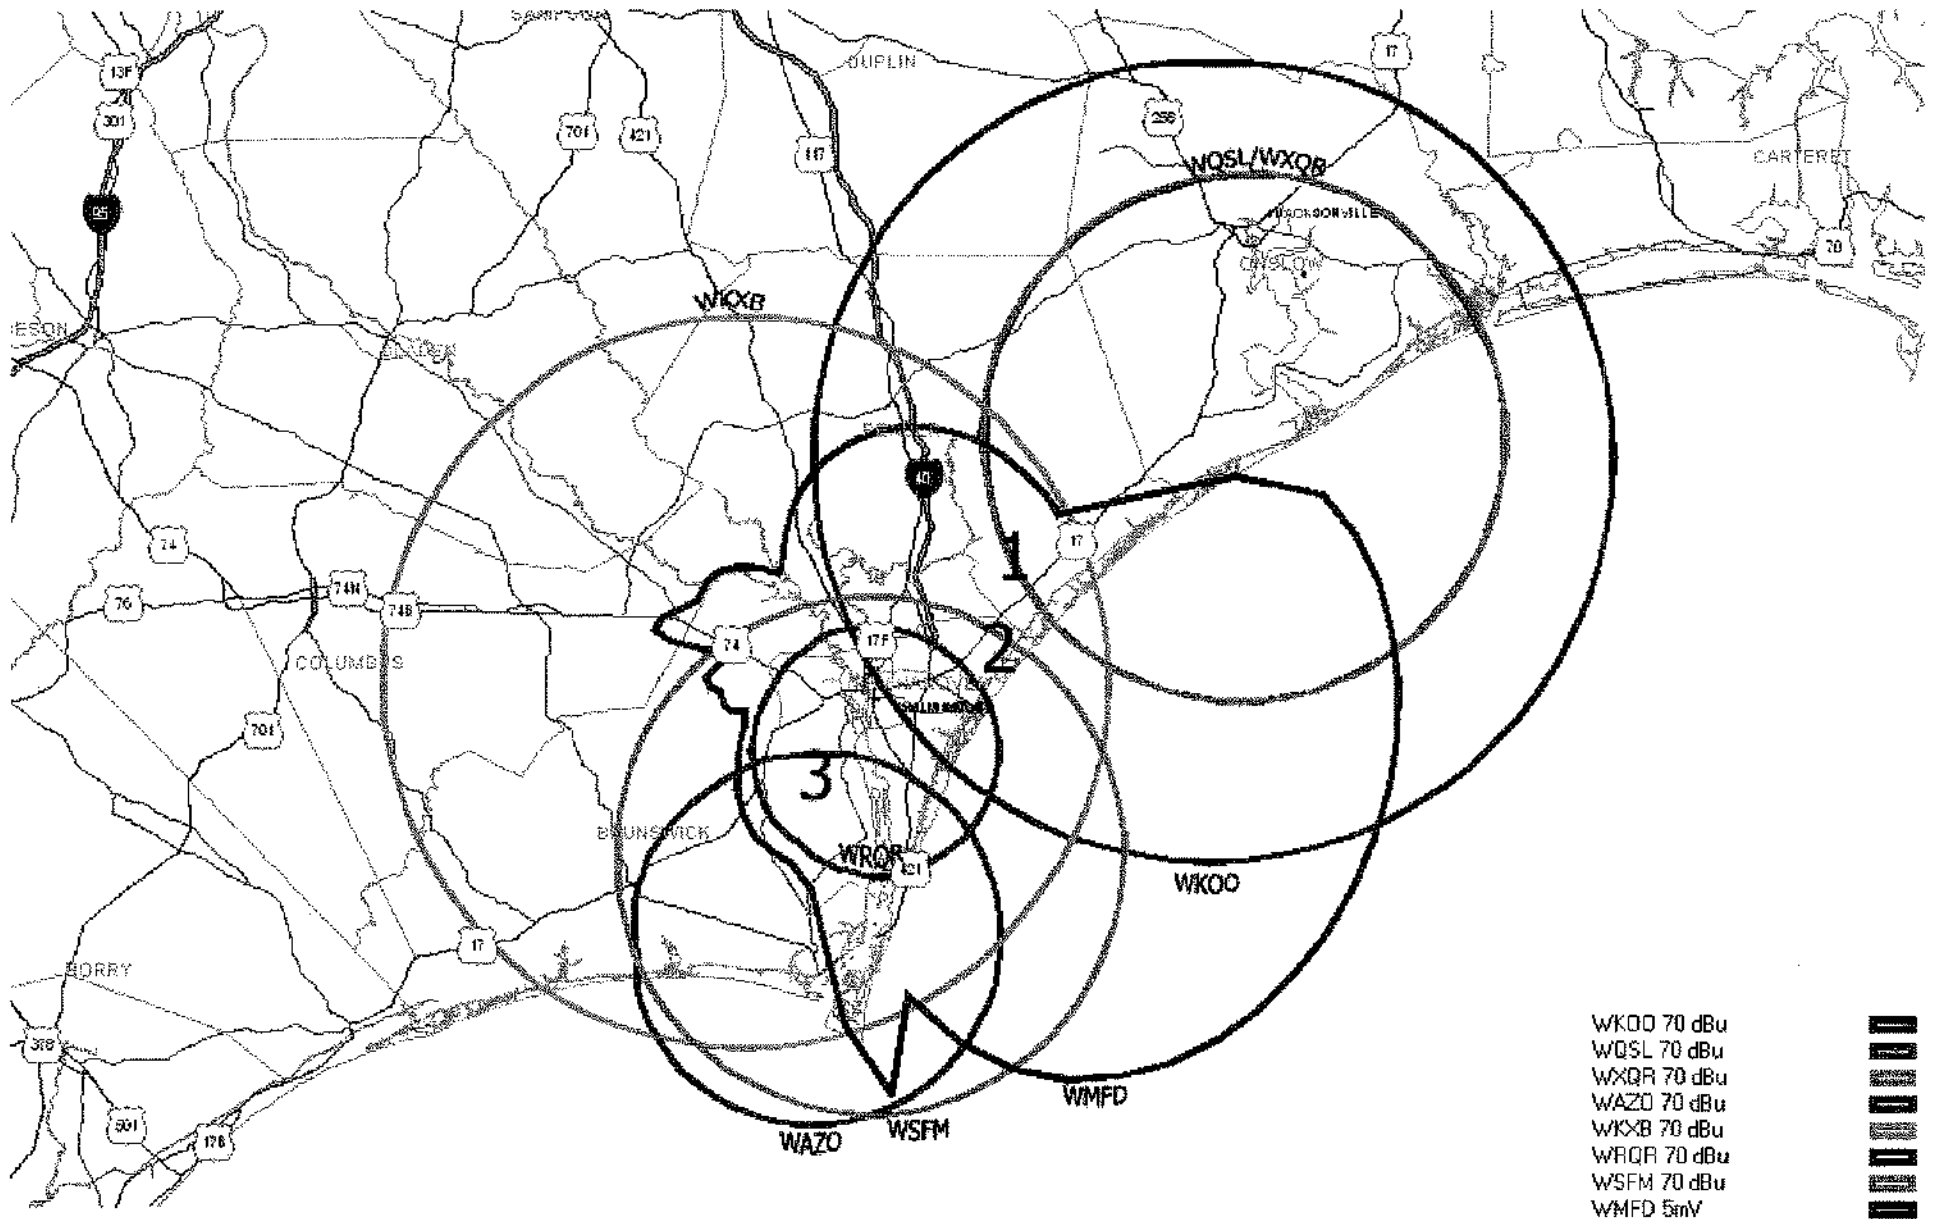 SAMPSON
13F
DUPLIN
17
301
701
421
117
258
WQSL/WXQR
CARTERET
95
JACKSONVILLE
70
ONSLOW
WKXB
BLADEN
40
1
17
74
76
74N
74B
74
17F
2
COLUMBUS
701
3
BRUNSWICK
WRQR
421
WKOO
17
HORRY
WMFD
WSFM
WAZO
501
17B
WKOO 70 dBu
WQSL 70 dBu
WXQR 70 dBu
WAZO 70 dBu
WKXB 70 dBu
WRQR 70 dBu
WSFM 70 dBu
WMFD 5mV